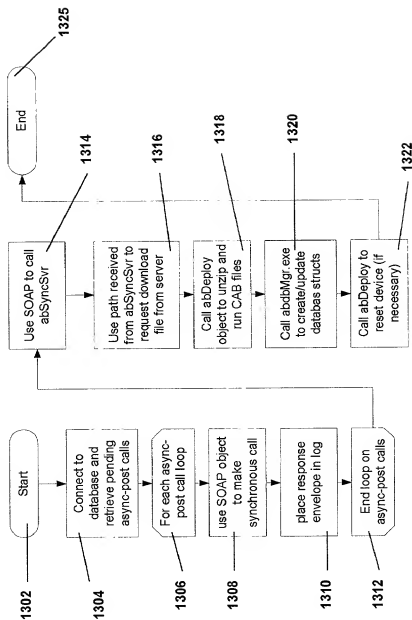 Start
1302
Connect to
database and
retrieve pending
async-post calls
1304
For each async-
post call loop
1306
use SOAP object
to make
synchronous call
1308
place response
envelope in log
1310
End loop on
async-post calls
1312
Use SOAP to call
abSyncSvr
1314
Use path received
from abSyncSvr to
request download
file from server
1316
Call abDeploy
object to unzip and
run CAB files
1318
Call abdbMgr.exe
to create/update
databas structs
1320
Call abDeploy to
reset device (if
necessary)
1322
End
1325